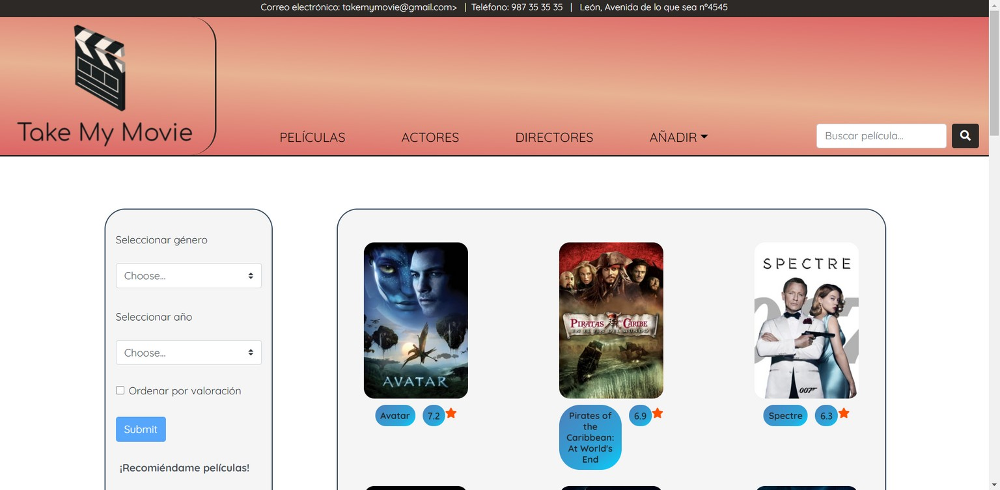 Correo electrónico: takemymovie@gmail.com> | Teléfono: 987 35 35 35 | León, Avenida de lo que sea nº4545
Take My Movie
PELÍCULAS ACTORES DIRECTORES AÑADIR
Buscar película...
Seleccionar género
Choose...
Seleccionar año
Choose...
Ordenar por valoración
Submit
¡Recomiéndame películas!
AVATAR
PIRATAS DEL CARIBE
EN EL FIN DEL MUNDO
SPECTRE
007
007
Avatar 7.2
Pirates of
the
Caribbean:
At World's
End
6.9
Spectre 6.3